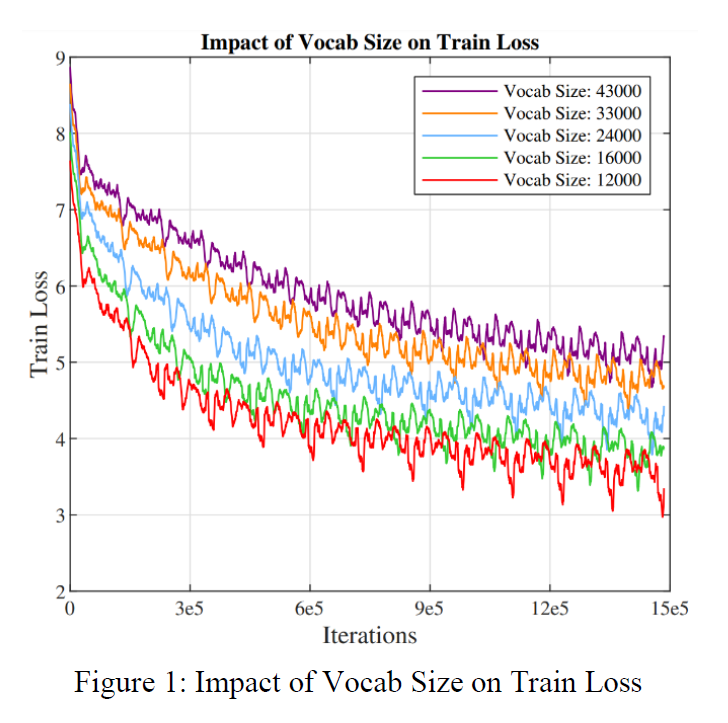 Impact of Vocab Size on Train Loss
9
8
7
6
5
4
3
2
Train Loss
Vocab Size: 43000
Vocab Size: 33000
Vocab Size: 24000
Vocab Size: 16000
Vocab Size: 12000
0 3e5 6e5 9e5 12e5 15e5
Iterations
Figure 1: Impact of Vocab Size on Train Loss